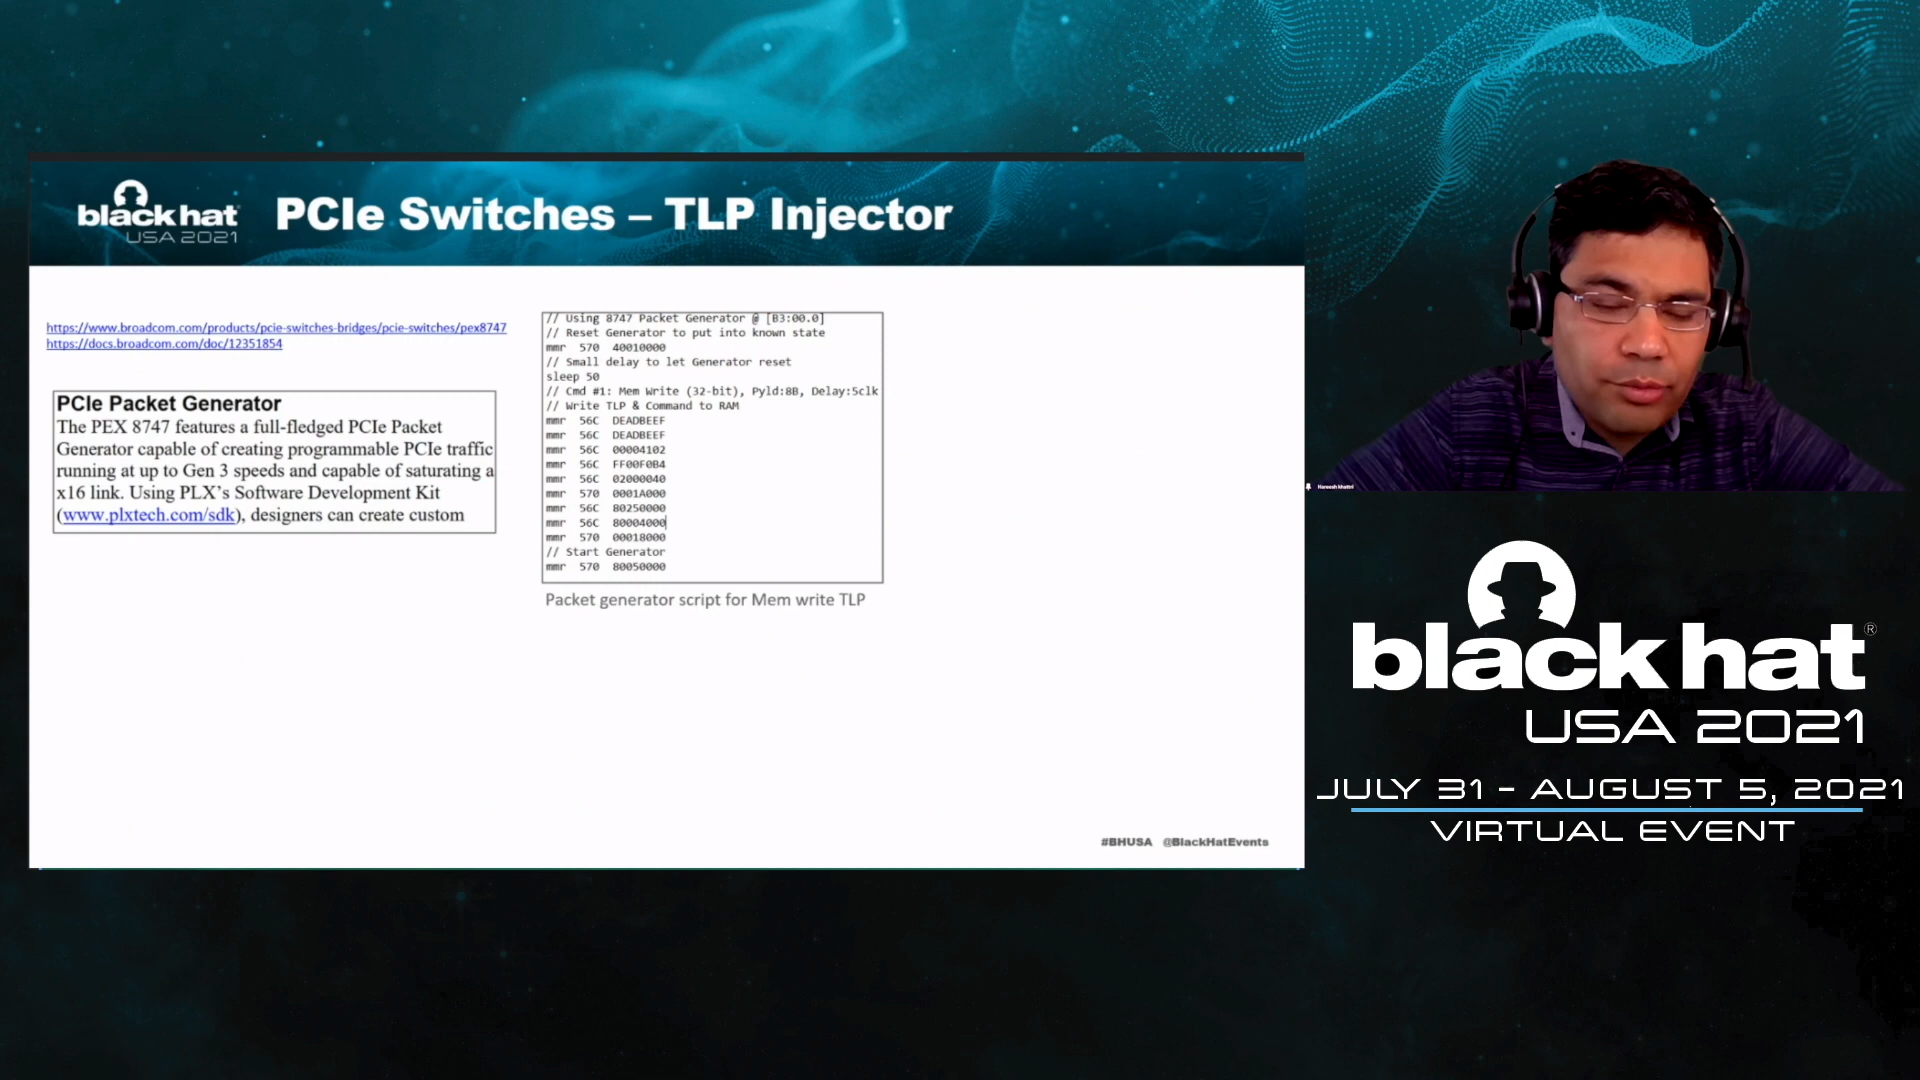 black hat
USA 2021
PCIe Switches – TLP Injector
https://www.broadcom.com/products/pcie-switches-bridges/pcie-switches/pex8747
https://docs.broadcom.com/doc/12351854
PCIe Packet Generator
The PEX 8747 features a full-fledged PCIe Packet
Generator capable of creating programmable PCIe traffic
running at up to Gen 3 speeds and capable of saturating a
x16 link. Using PLX's Software Development Kit
(www.plxtech.com/sdk), designers can create custom
// Using 8747 Packet Generator @ [B3:00.0]
// Reset Generator to put into known state
mmr 570 40010000
// Small delay to let Generator reset
sleep 50
// Cmd #1: Mem Write (32-bit), Pyld:8B, Delay:5clk
// Write TLP & Command to RAM
mmr 56C DEADBEEF
mmr 56C DEADBEEF
mmr 56C 00004102
mmr 56C FF00F0B4
mmr 56C 02000040
mmr 570 0001A000
mmr 56C 80250000
mmr 56C 80004000
mmr 570 00018000
// Start Generator
mmr 570 80050000
Packet generator script for Mem write TLP
#BHUSA @BlackHatEvents
Hareesh khattri
black hat®
USA 2021
JULY 31 - AUGUST 5, 2021
VIRTUAL EVENT